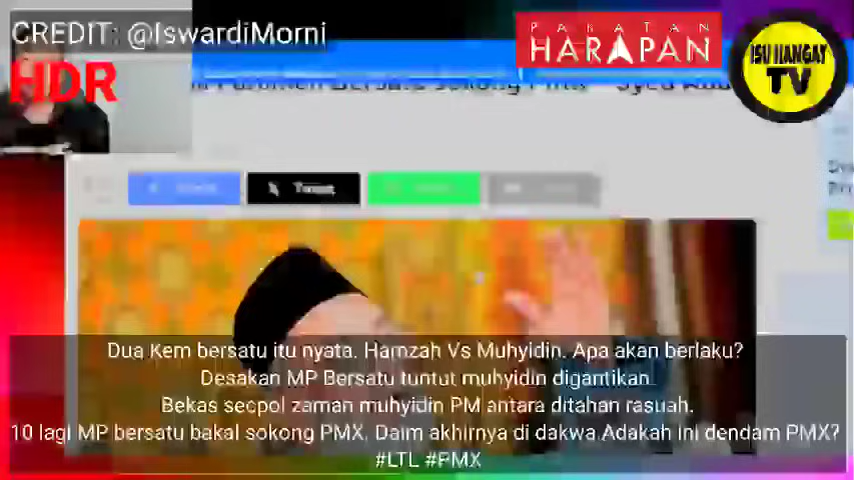 CREDIT: @IswardiMorni
HDR
PAKATAN
HARAPAN
ISU HANGAT
TV
Bersatu sokong
Tweet
Dua Kem bersatu itu nyata. Hamzah Vs Muhyidin. Apa akan berlaku?
Desakan MP Bersatu tuntut muhyidin digantikan.
Bekas secpol zaman muhyidin PM antara ditahan rasuah.
10 lagi MP bersatu bakal sokong PMX. Daim akhirnya di dakwa.Adakah ini dendam PMX?
#LTL #PMX